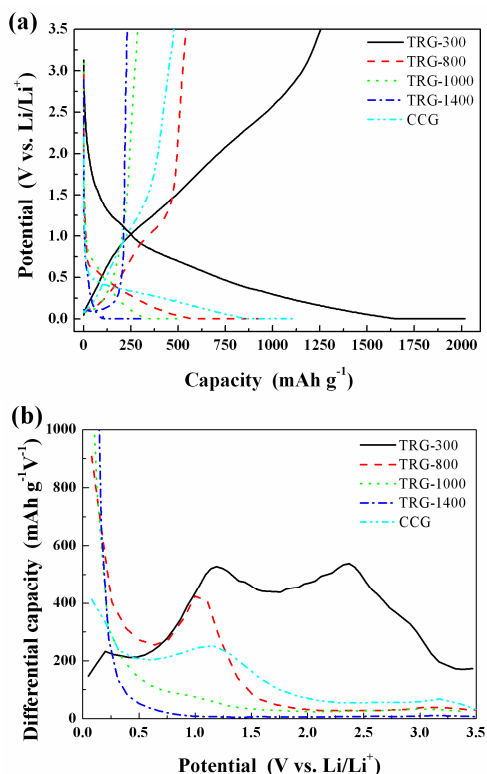 (a)
3.5
3.0
2.5
2.0
1.5
1.0
0.5
0.0
Potential (V vs. Li/Li⁺)
TRG-300
TRG-800
TRG-1000
TRG-1400
CCG
0 250 500 750 1000 1250 1500 1750 2000
Capacity (mAh g⁻¹)
(b)
1000
800
600
400
200
0
Differential capacity (mAh g⁻¹V⁻¹)
TRG-300
TRG-800
TRG-1000
TRG-1400
CCG
0.0 0.5 1.0 1.5 2.0 2.5 3.0 3.5
Potential (V vs. Li/Li⁺)